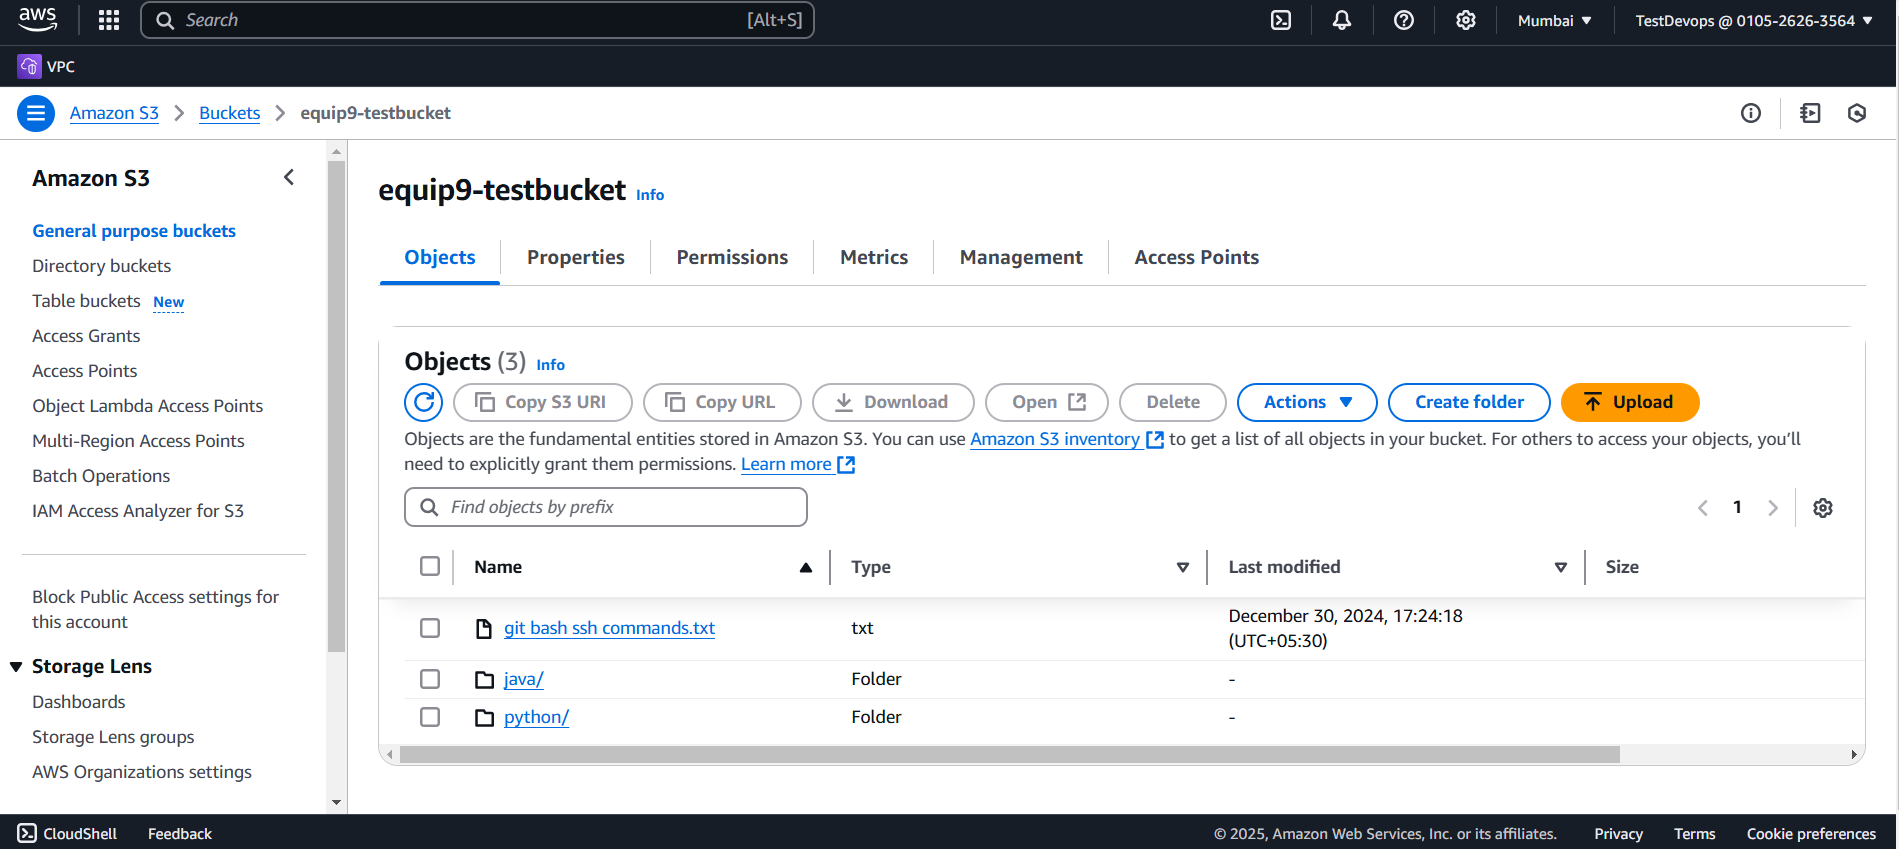 aws
Search [Alt+S]
Mumbai ▼
TestDevops @ 0105-2626-3564 ▼
VPC
Amazon S3 > Buckets > equip9-testbucket
Amazon S3
General purpose buckets
Directory buckets
Table buckets New
Access Grants
Access Points
Object Lambda Access Points
Multi-Region Access Points
Batch Operations
IAM Access Analyzer for S3
Block Public Access settings for
this account
Storage Lens
Dashboards
Storage Lens groups
AWS Organizations settings
equip9-testbucket Info
Objects Properties Permissions Metrics Management Access Points
Objects (3) Info
Copy S3 URI Copy URL Download Open Delete Actions Create folder Upload
Objects are the fundamental entities stored in Amazon S3. You can use Amazon S3 inventory to get a list of all objects in your bucket. For others to access your objects, you’ll
need to explicitly grant them permissions. Learn more
Find objects by prefix
1
Name Type Last modified Size
git bash ssh commands.txt txt December 30, 2024, 17:24:18
(UTC+05:30)
java/ Folder -
python/ Folder -
CloudShell Feedback © 2025, Amazon Web Services, Inc. or its affiliates. Privacy Terms Cookie preferences